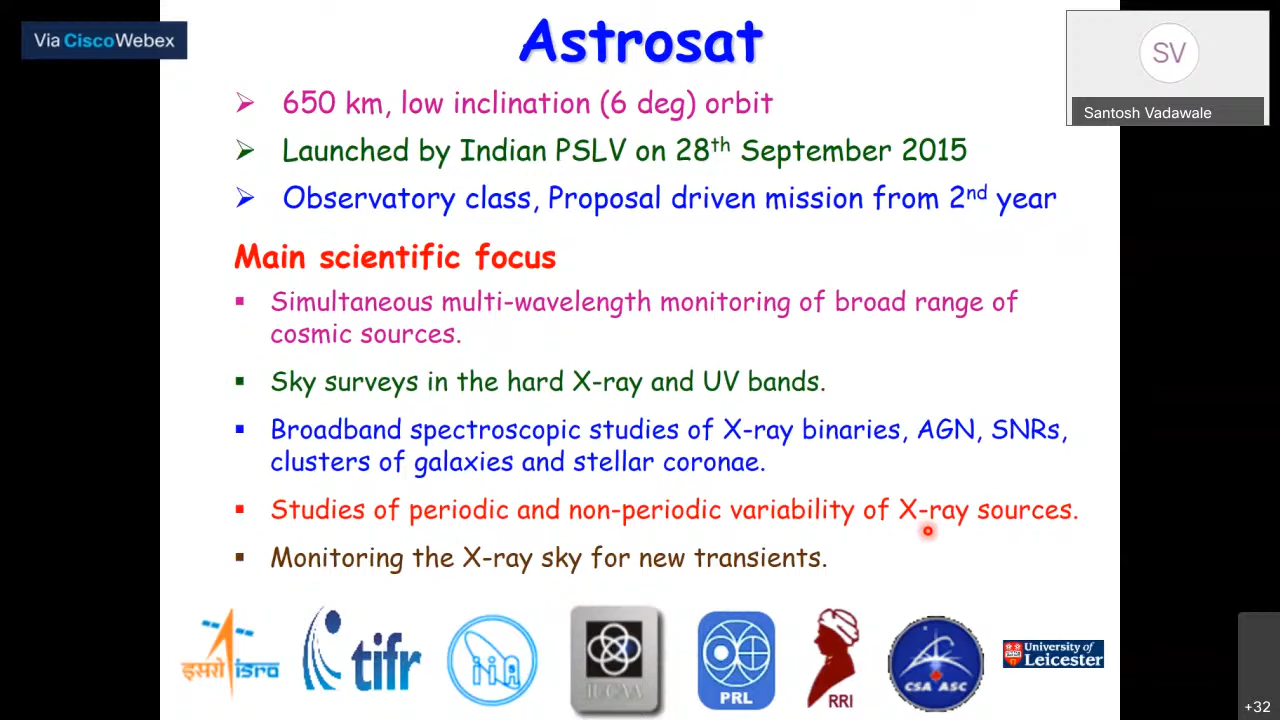 Via CiscoWebex
Astrosat
SV
Santosh Vadawale
➢ 650 km, low inclination (6 deg) orbit
➢ Launched by Indian PSLV on 28th September 2015
➢ Observatory class, Proposal driven mission from 2nd year
Main scientific focus
▪ Simultaneous multi-wavelength monitoring of broad range of
cosmic sources.
▪ Sky surveys in the hard X-ray and UV bands.
▪ Broadband spectroscopic studies of X-ray binaries, AGN, SNRs,
clusters of galaxies and stellar coronae.
▪ Studies of periodic and non-periodic variability of X-ray sources.
▪ Monitoring the X-ray sky for new transients.
इसरो isro
tifr
iia
IUCAA
PRL
RRI
CSA ASC
University of
Leicester
+32